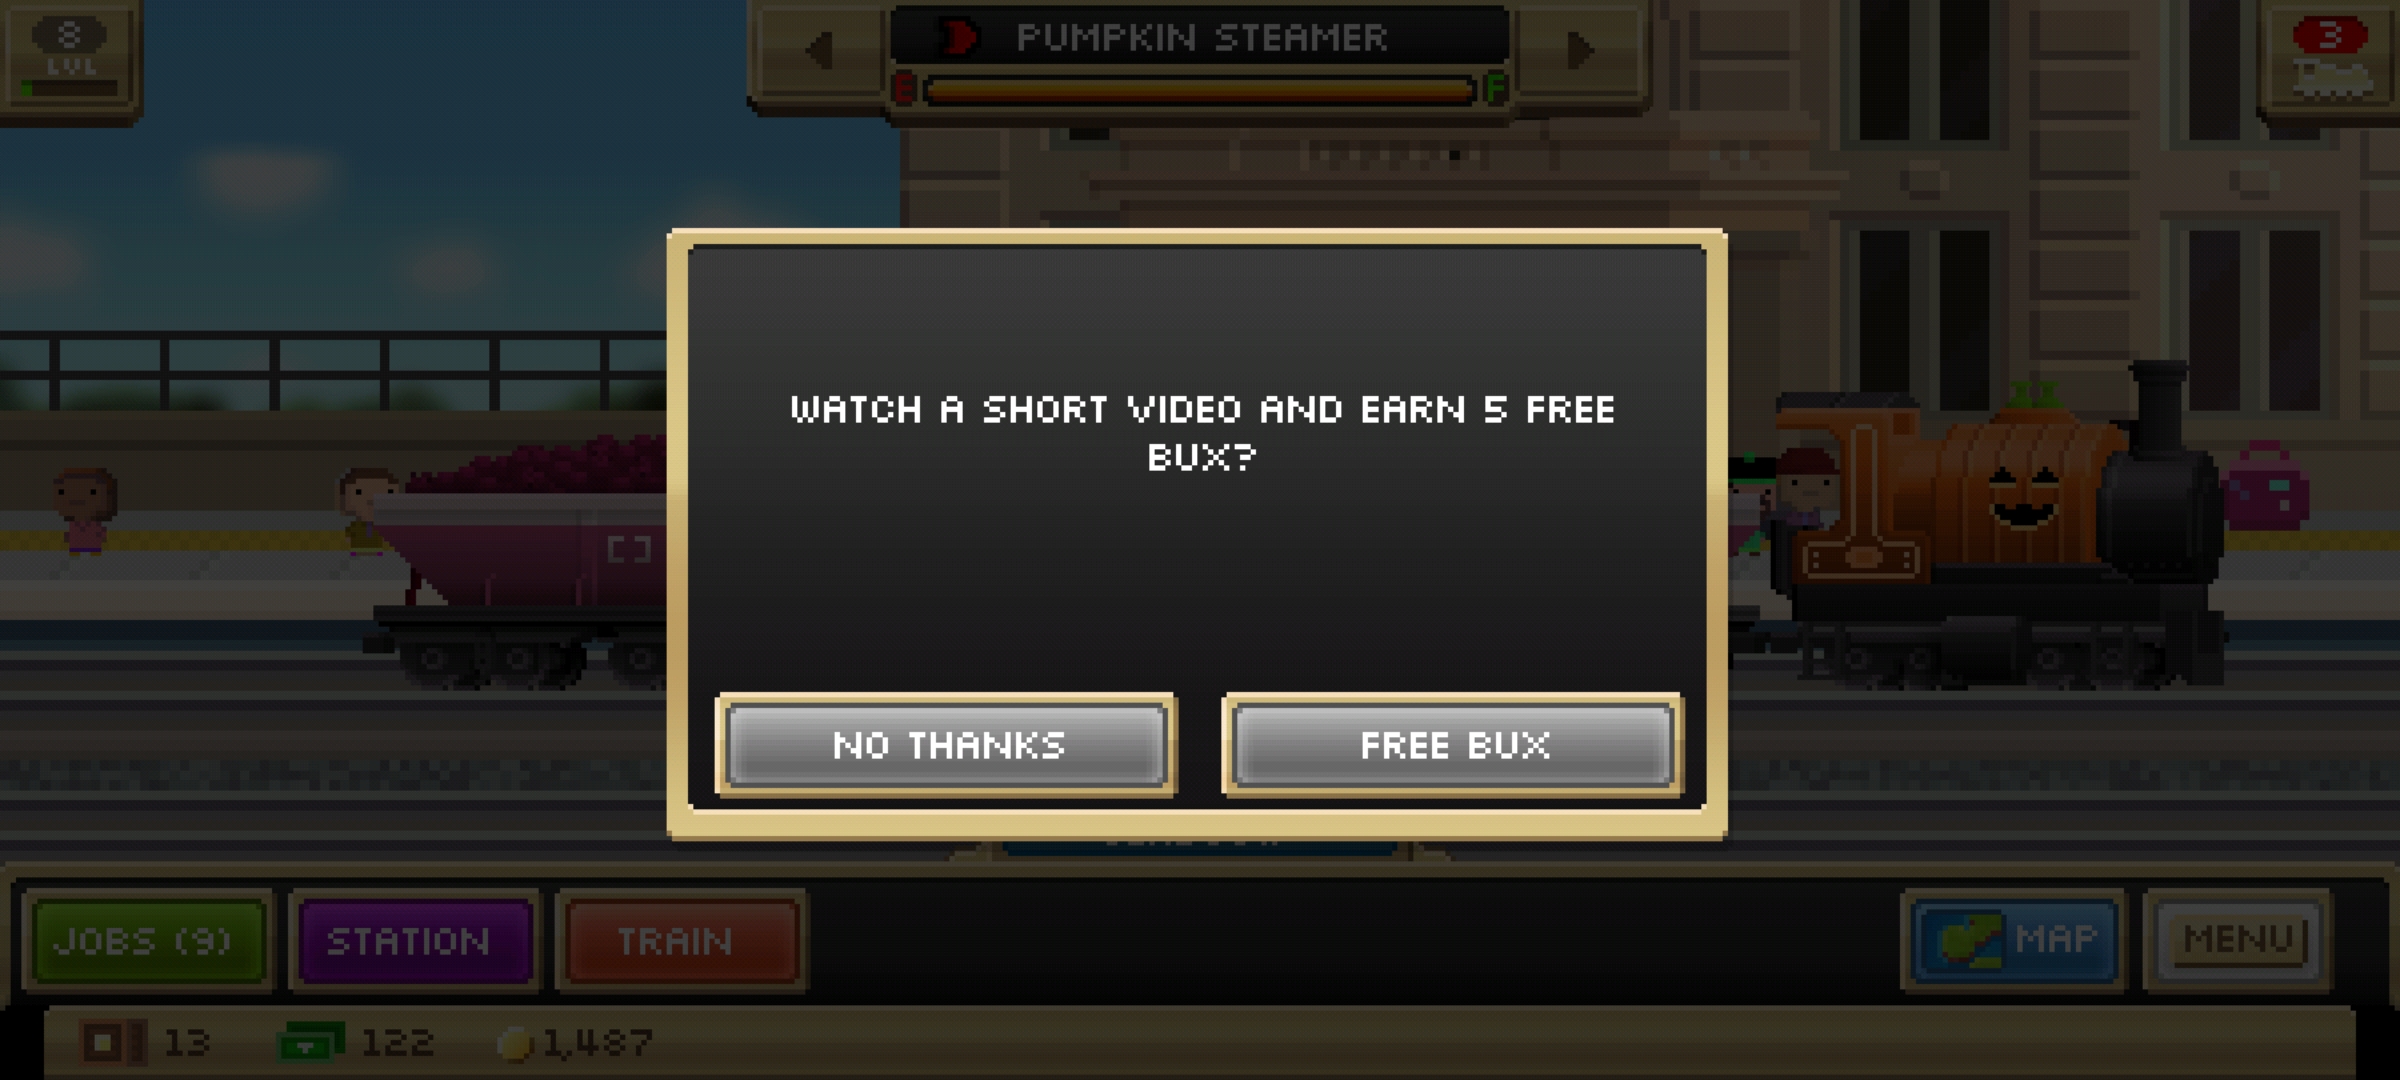 8
LVL
PUMPKIN STEAMER
E
F
3
WATCH A SHORT VIDEO AND EARN 5 FREE
BUX?
NO THANKS
FREE BUX
JOBS (9)
STATION
TRAIN
MAP
MENU
13
122
1,487